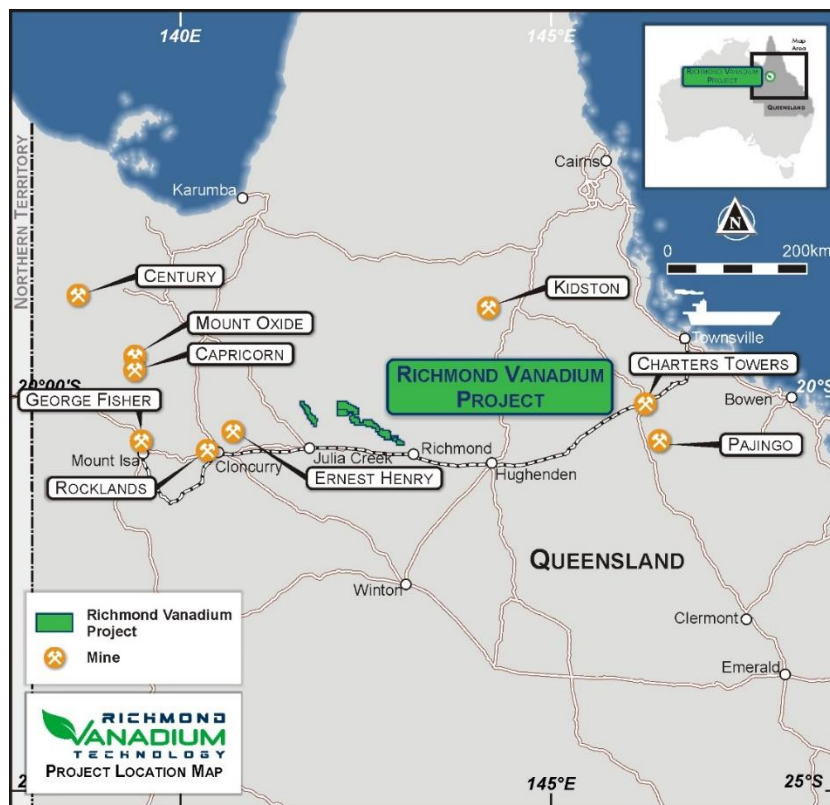 140E
145°E
Map
Area
RICHMOND VANADIUM
PROJECT
QUEENSLAND
NORTHERN TERRITORY
Cairns
Karumba
N
0
200km
CENTURY
KIDSTON
MOUNT OXIDE
CAPRICORN
Townsville
20°00'S
RICHMOND VANADIUM
PROJECT
CHARTERS TOWERS
20°S
GEORGE FISHER
Bowen
Mount Isa
Cloncurry
Julia Creek
Richmond
Hughenden
PAJINGO
ROCKLANDS
ERNEST HENRY
QUEENSLAND
Winton
Clermont
Emerald
Richmond Vanadium
Project
Mine
RICHMOND
VANADIUM
TECHNOLOGY
PROJECT LOCATION MAP
145°E
25°S